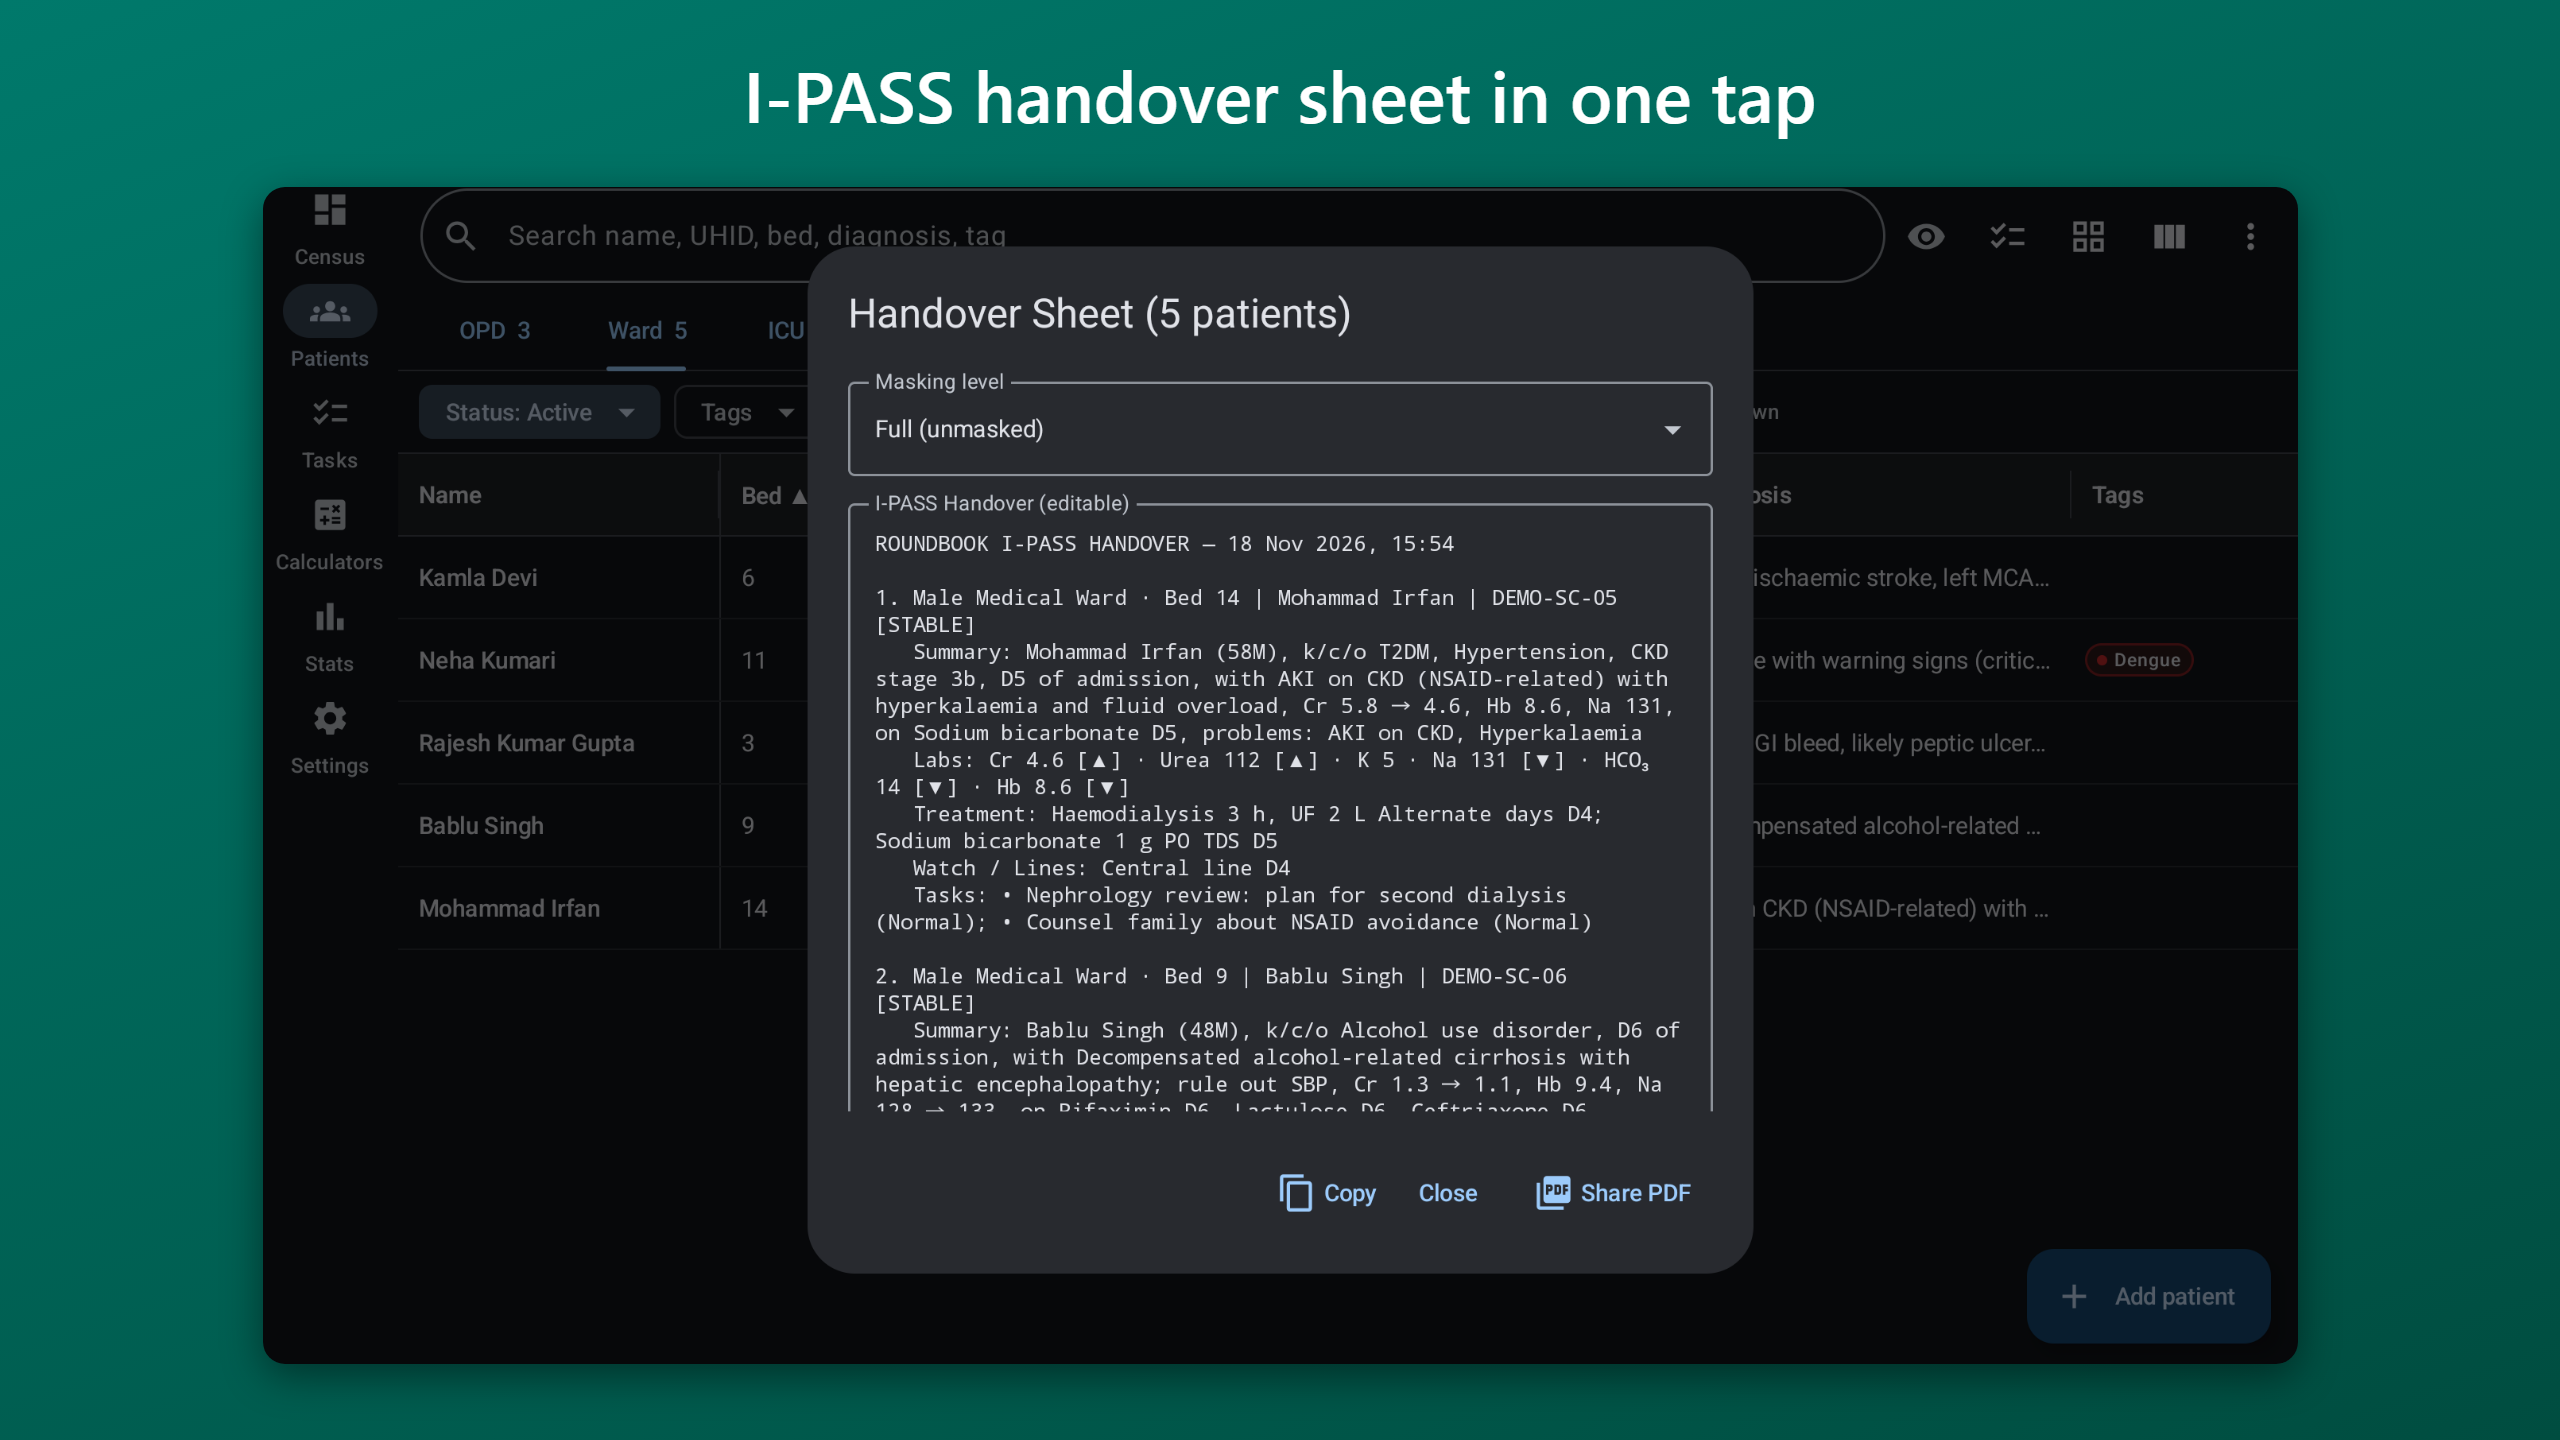 I-PASS handover sheet in one tap
Census
Patients
Tasks
Calculators
Stats
Settings
Search name, UHID, bed, diagnosis, tag
OPD 3
Ward 5
ICU
Status: Active
Tags
wn
Name
Bed ▲
osis
Tags
Kamla Devi
6
ischaemic stroke, left MCA...
Neha Kumari
11
e with warning signs (critic...
Dengue
Rajesh Kumar Gupta
3
GI bleed, likely peptic ulcer...
Bablu Singh
9
npensated alcohol-related ...
Mohammad Irfan
14
CKD (NSAID-related) with ...
Handover Sheet (5 patients)
Masking level
Full (unmasked)
I-PASS Handover (editable)
ROUNDBOOK I-PASS HANDOVER — 18 Nov 2026, 15:54
1. Male Medical Ward · Bed 14 | Mohammad Irfan | DEMO-SC-05
[STABLE]
Summary: Mohammad Irfan (58M), k/c/o T2DM, Hypertension, CKD
stage 3b, D5 of admission, with AKI on CKD (NSAID-related) with
hyperkalaemia and fluid overload, Cr 5.8 → 4.6, Hb 8.6, Na 131,
on Sodium bicarbonate D5, problems: AKI on CKD, Hyperkalaemia
Labs: Cr 4.6 [▲] · Urea 112 [▲] · K 5 · Na 131 [▼] · HCO₃
14 [▼] · Hb 8.6 [▼]
Treatment: Haemodialysis 3 h, UF 2 L Alternate days D4;
Sodium bicarbonate 1 g PO TDS D5
Watch / Lines: Central line D4
Tasks: • Nephrology review: plan for second dialysis
(Normal); • Counsel family about NSAID avoidance (Normal)
2. Male Medical Ward · Bed 9 | Bablu Singh | DEMO-SC-06
[STABLE]
Summary: Bablu Singh (48M), k/c/o Alcohol use disorder, D6 of
admission, with Decompensated alcohol-related cirrhosis with
hepatic encephalopathy; rule out SBP, Cr 1.3 → 1.1, Hb 9.4, Na
128 → 133, on Rifaximin D6, Lactulose D6, Ceftriaxone D6
Copy
Close
Share PDF
Add patient